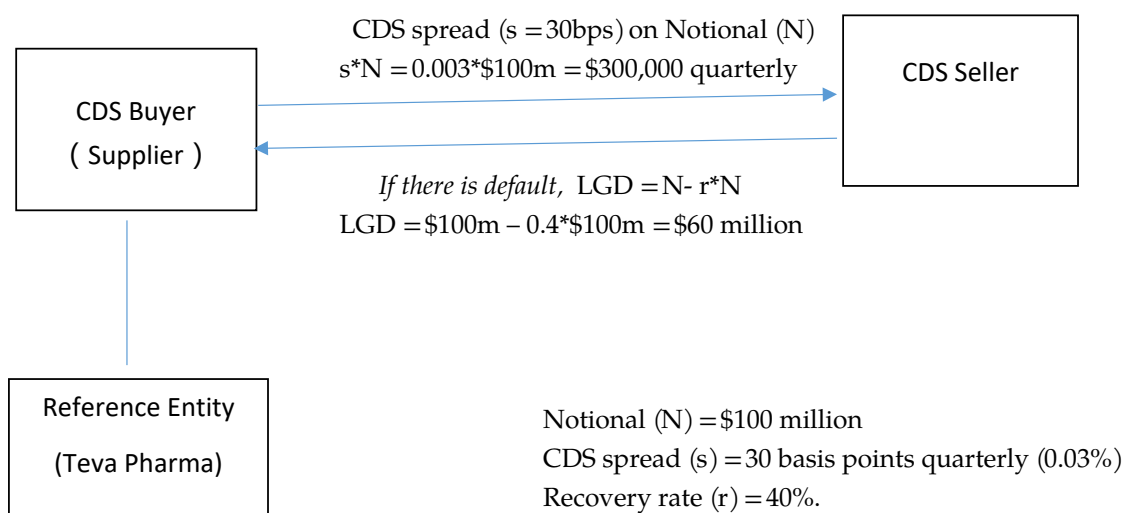 CDS spread (s = 30bps) on Notional (N)
s*N = 0.003*$100m = $300,000 quarterly
CDS Seller
CDS Buyer
( Supplier )
If there is default, LGD = N- r*N
LGD = $100m – 0.4*$100m = $60 million
Reference Entity
(Teva Pharma)
Notional (N) = $100 million
CDS spread (s) = 30 basis points quarterly (0.03%)
Recovery rate (r) = 40%.